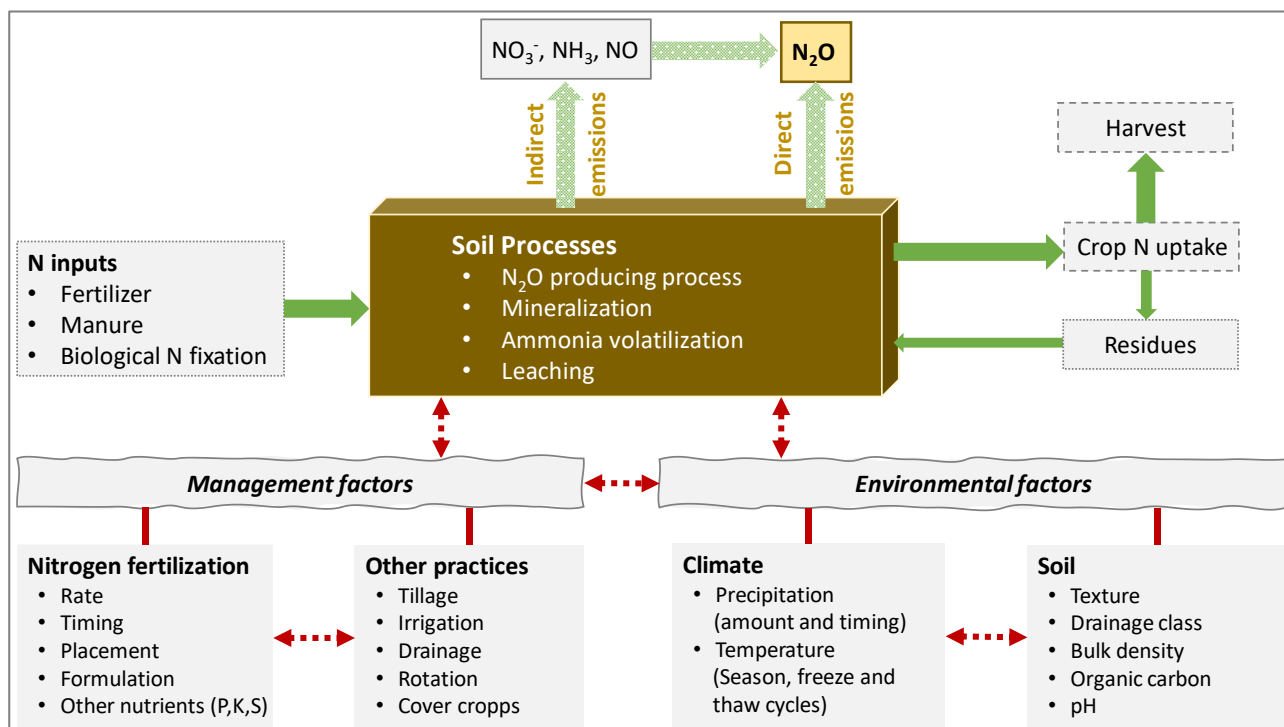 NO₃⁻, NH₃, NO
N₂O
Indirect
emissions
Direct
emissions
Harvest
Crop N uptake
Residues
N inputs
• Fertilizer
• Manure
• Biological N fixation
Soil Processes
• N₂O producing process
• Mineralization
• Ammonia volatilization
• Leaching
Management factors
Environmental factors
Nitrogen fertilization
• Rate
• Timing
• Placement
• Formulation
• Other nutrients (P,K,S)
Other practices
• Tillage
• Irrigation
• Drainage
• Rotation
• Cover cropps
Climate
• Precipitation
(amount and timing)
• Temperature
(Season, freeze and
thaw cycles)
Soil
• Texture
• Drainage class
• Bulk density
• Organic carbon
• pH